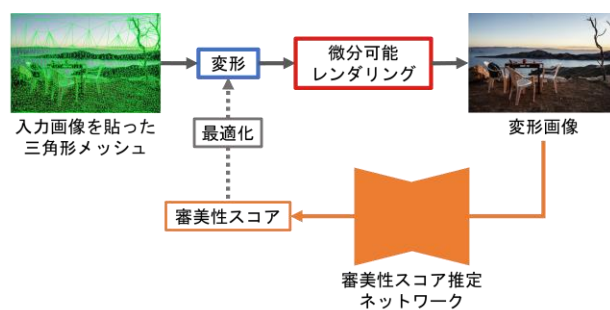 入力画像を貼った
三角形メッシュ
変形
微分可能
レンダリング
変形画像
最適化
審美性スコア
審美性スコア推定
ネットワーク